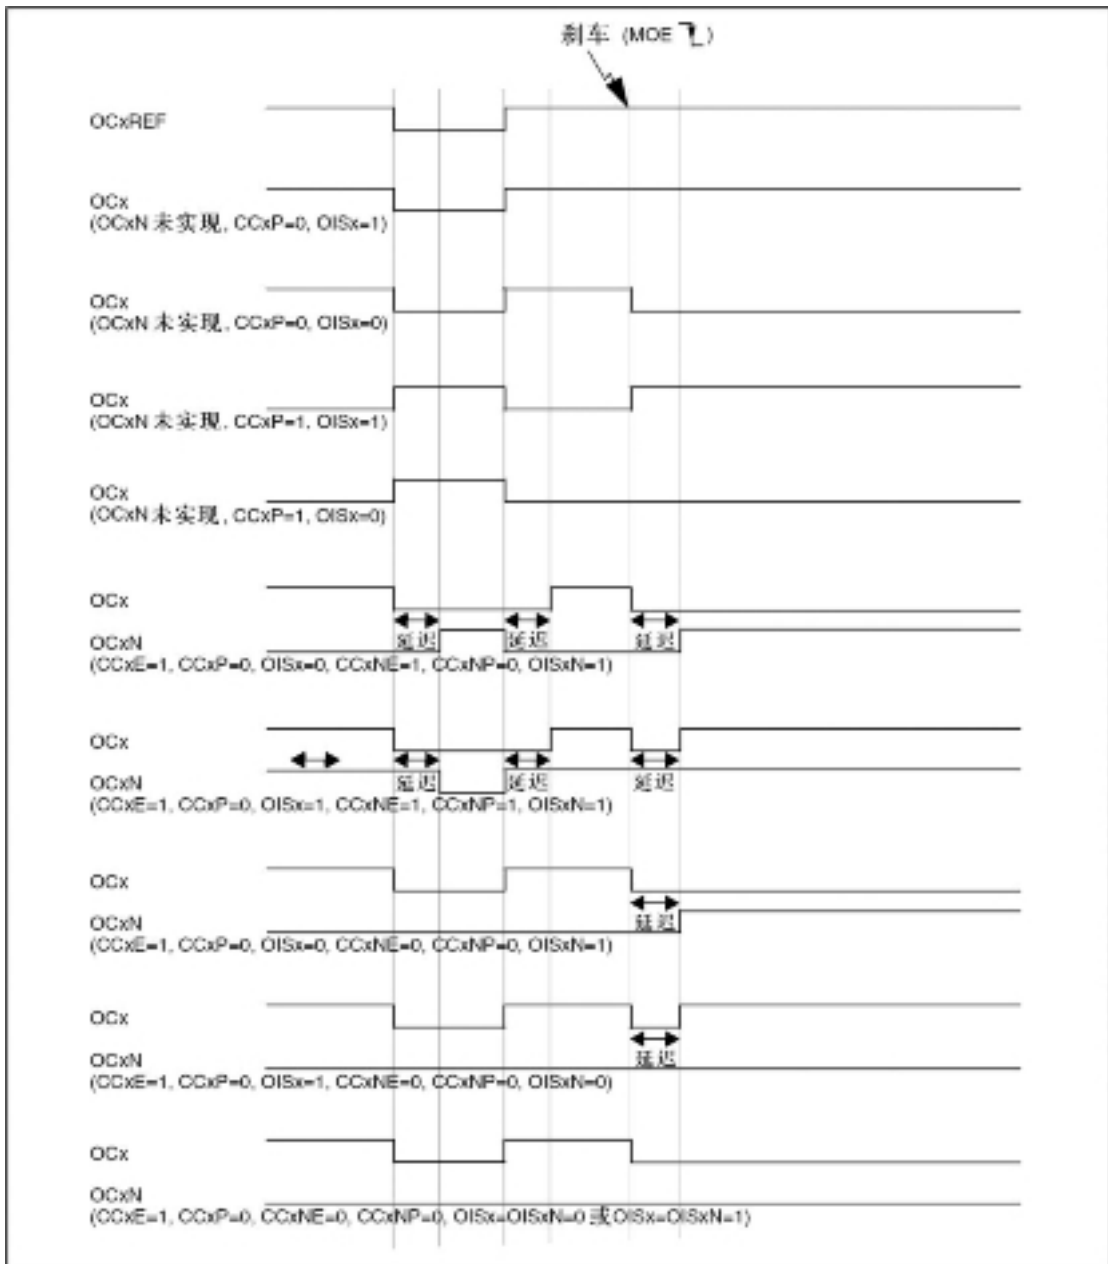 刹车 (MOE )
OCxREF
OCx
(OCxN 未实现, CCxP=0, OISx=1)
OCx
(OCxN 未实现, CCxP=0, OISx=0)
OCx
(OCxN 未实现, CCxP=1, OISx=1)
OCx
(OCxN 未实现, CCxP=1, OISx=0)
OCx
延迟 延迟 延迟
OCxN
(CCxE=1, CCxP=0, OISx=0, CCxNE=1, CCxNP=0, OISxN=1)
OCx
延迟 延迟 延迟
OCxN
(CCxE=1, CCxP=0, OISx=1, CCxNE=1, CCxNP=1, OISxN=1)
OCx
延迟
OCxN
(CCxE=1, CCxP=0, OISx=0, CCxNE=0, CCxNP=0, OISxN=1)
OCx
延迟
OCxN
(CCxE=1, CCxP=0, OISx=1, CCxNE=0, CCxNP=0, OISxN=0)
OCx
OCxN
(CCxE=1, CCxP=0, CCxNE=0, CCxNP=0, OISx=OISxN=0 或OISx=OISxN=1)